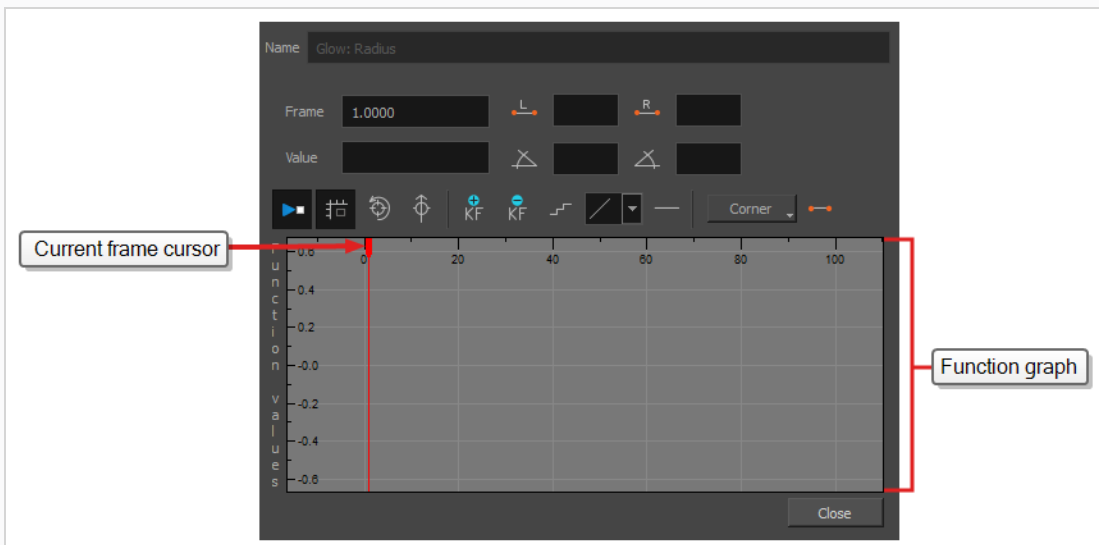 Name Glow: Radius
Frame 1.0000 L R
Value
KF KF Corner
Current frame cursor
Function values
0 20 40 60 80 100
0.6
0.4
0.2
-0.0
-0.2
-0.4
-0.6
Function graph
Close